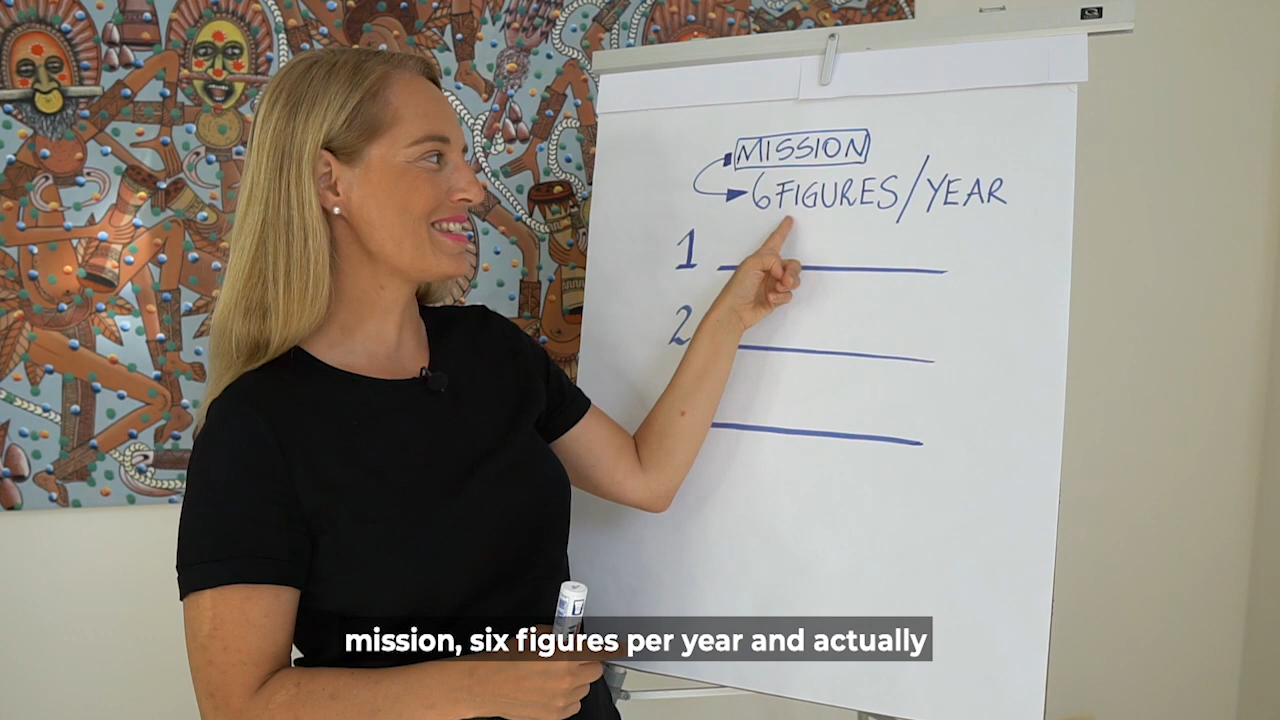 MISSION
6 FIGURES/YEAR
1
2
mission, six figures per year and actually